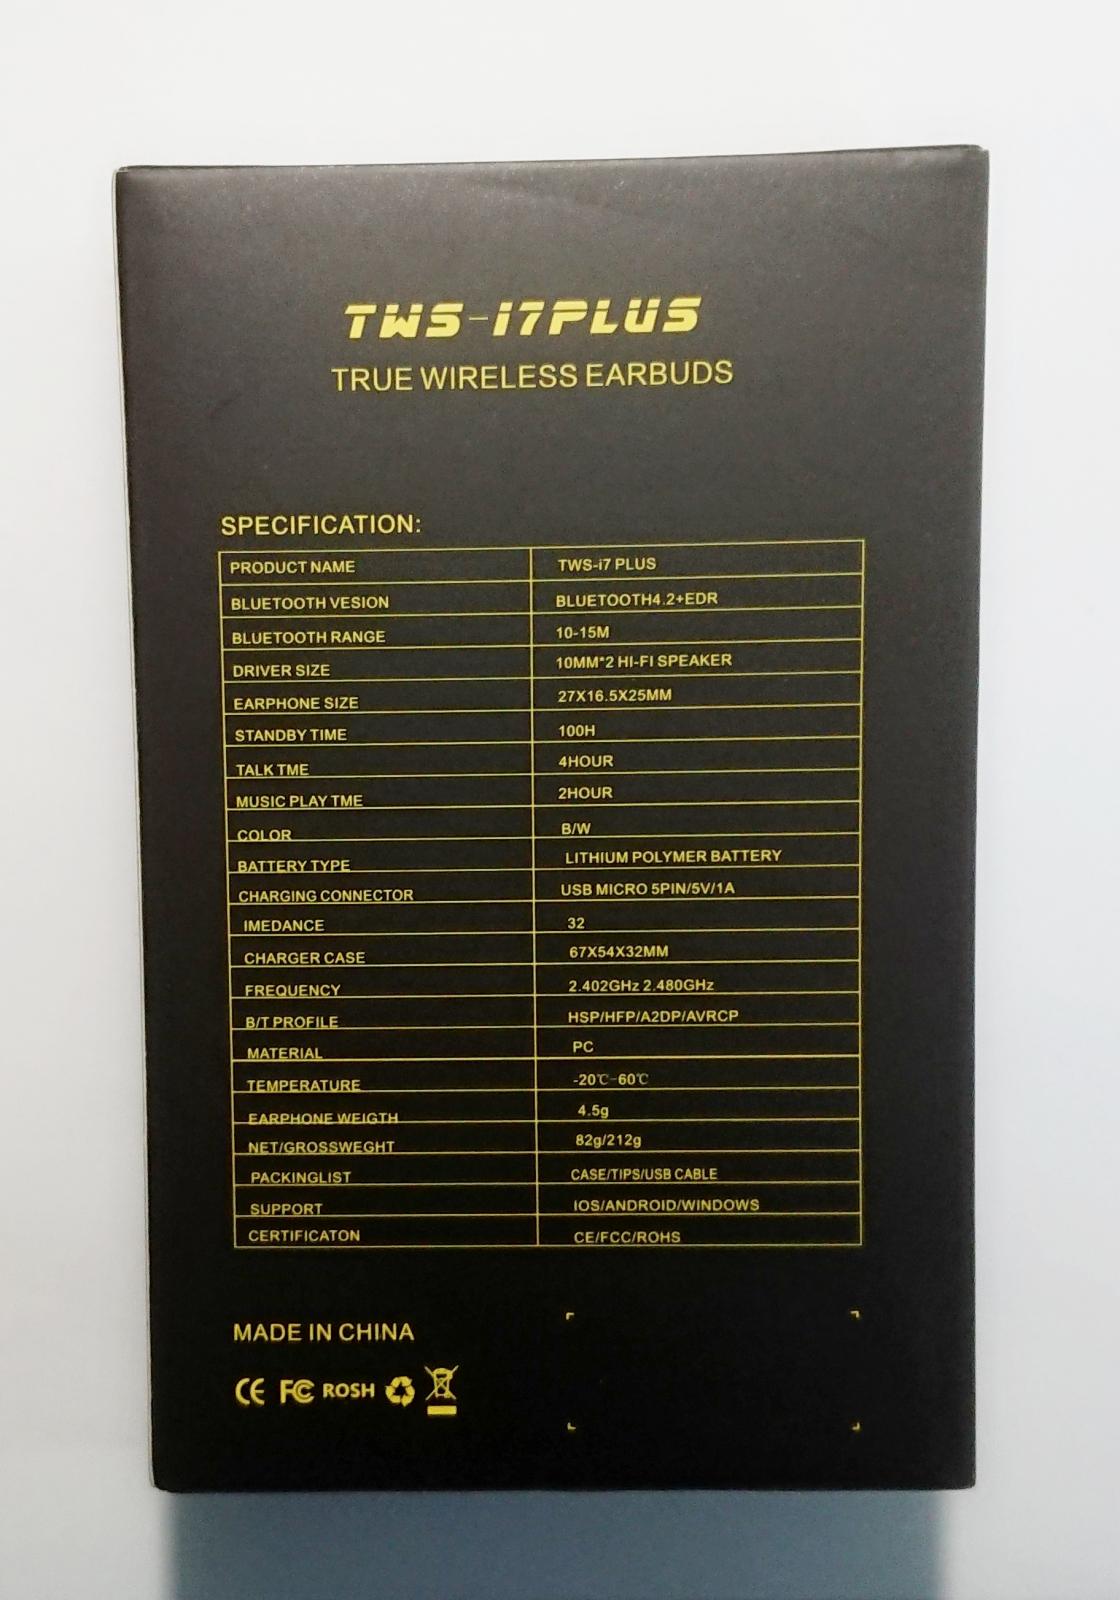 TWS-i7PLUS
TRUE WIRELESS EARBUDS
SPECIFICATION:
PRODUCT NAME TWS-i7 PLUS
BLUETOOTH VESION BLUETOOTH4.2+EDR
BLUETOOTH RANGE 10-15M
DRIVER SIZE 10MM*2 HI-FI SPEAKER
EARPHONE SIZE 27X16.5X25MM
STANDBY TIME 100H
TALK TME 4HOUR
MUSIC PLAY TME 2HOUR
COLOR B/W
BATTERY TYPE LITHIUM POLYMER BATTERY
CHARGING CONNECTOR USB MICRO 5PIN/5V/1A
IMEDANCE 32
CHARGER CASE 67X54X32MM
FREQUENCY 2.402GHz 2.480GHz
B/T PROFILE HSP/HFP/A2DP/AVRCP
MATERIAL PC
TEMPERATURE -20℃-60℃
EARPHONE WEIGTH 4.5g
NET/GROSSWEGHT 82g/212g
PACKINGLIST CASE/TIPS/USB CABLE
SUPPORT IOS/ANDROID/WINDOWS
CERTIFICATON CE/FCC/ROHS
MADE IN CHINA
CE FC ROSH